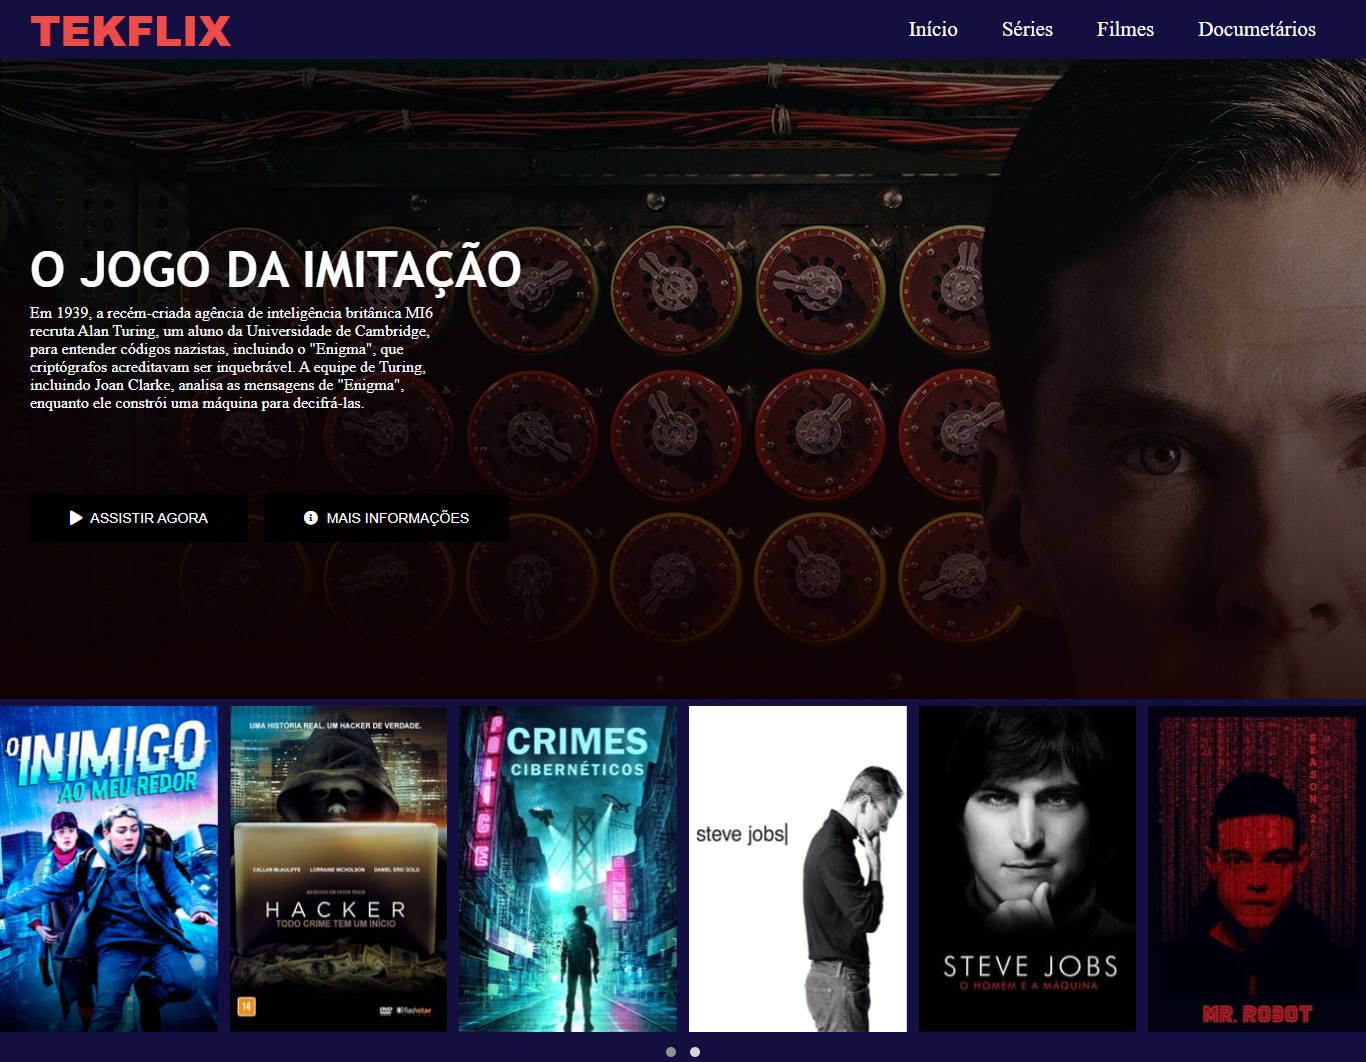 TEKFLIX
Início
Séries
Filmes
Documetários
O JOGO DA IMITAÇÃO
Em 1939, a recém-criada agência de inteligência britânica MI6
recruta Alan Turing, um aluno da Universidade de Cambridge,
para entender códigos nazistas, incluindo o "Enigma", que
criptógrafos acreditavam ser inquebrável. A equipe de Turing,
incluindo Joan Clarke, analisa as mensagens de "Enigma",
enquanto ele constrói uma máquina para decifrá-las.
ASSISTIR AGORA
MAIS INFORMAÇÕES
O INIMIGO
AO MEU REDOR
UMA HISTÓRIA REAL. UM HACKER DE VERDADE.
CALLAN McAULIFFE LORRAINE NICHOLSON DANIEL ERIC GOLD
BASEADO EM FATOS REAIS
HACKER
TODO CRIME TEM UM INÍCIO
14
DVD flashstar
POLICE
CRIMES
CIBERNÉTICOS
steve jobs
STEVE JOBS
O HOMEM E A MÁQUINA
SEASON 2
MR. ROBOT